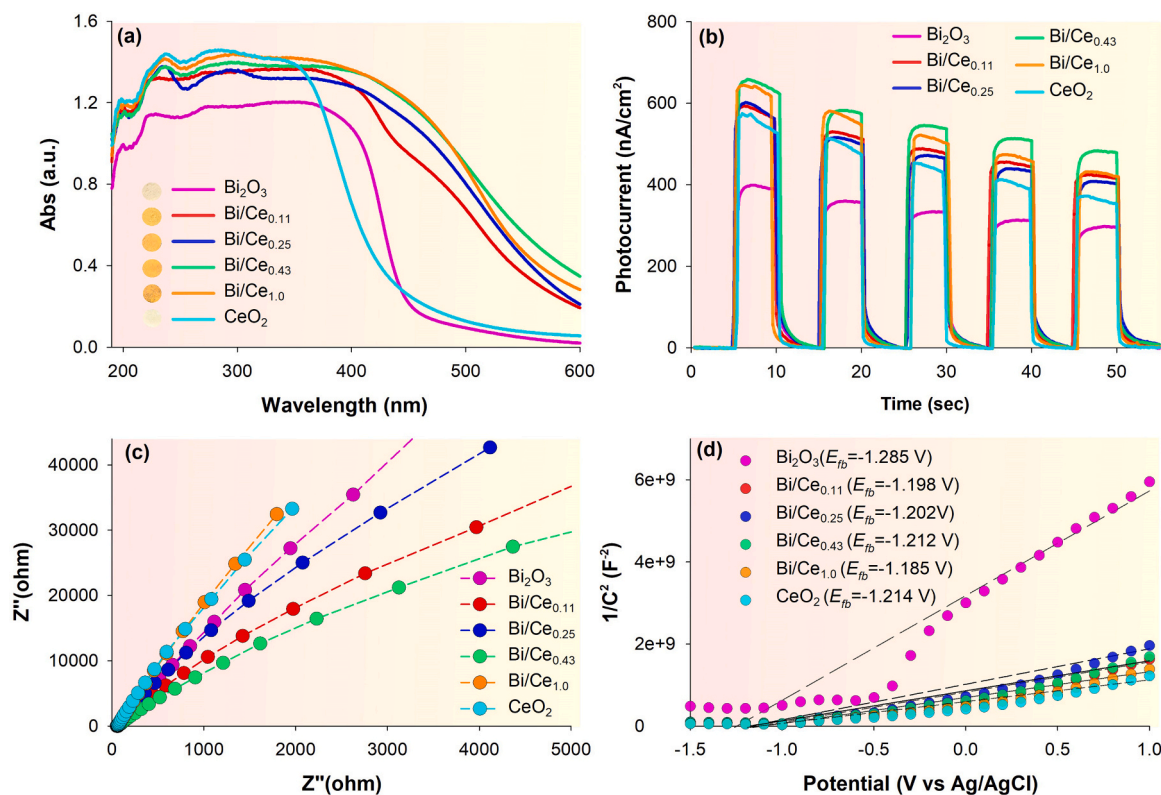 (a)
1.6
1.2
0.8
0.4
0.0
Abs (a.u.)
Bi₂O₃
Bi/Ce₀.₁₁
Bi/Ce₀.₂₅
Bi/Ce₀.₄₃
Bi/Ce₁.₀
CeO₂
200 300 400 500 600
Wavelength (nm)
(b)
800
600
400
200
0
Photocurrent (nA/cm²)
Bi₂O₃ Bi/Ce₀.₄₃
Bi/Ce₀.₁₁ Bi/Ce₁.₀
Bi/Ce₀.₂₅ CeO₂
0 10 20 30 40 50
Time (sec)
(c)
40000
30000
20000
10000
0
Z"(ohm)
Bi₂O₃
Bi/Ce₀.₁₁
Bi/Ce₀.₂₅
Bi/Ce₀.₄₃
Bi/Ce₁.₀
CeO₂
0 1000 2000 3000 4000 5000
Z"(ohm)
(d)
6e+9
4e+9
2e+9
0
1/C² (F⁻²)
Bi₂O₃(E_fb=-1.285 V)
Bi/Ce₀.₁₁ (E_fb=-1.198 V)
Bi/Ce₀.₂₅ (E_fb=-1.202V)
Bi/Ce₀.₄₃ (E_fb=-1.212 V)
Bi/Ce₁.₀ (E_fb=-1.185 V)
CeO₂ (E_fb=-1.214 V)
-1.5 -1.0 -0.5 0.0 0.5 1.0
Potential (V vs Ag/AgCl)